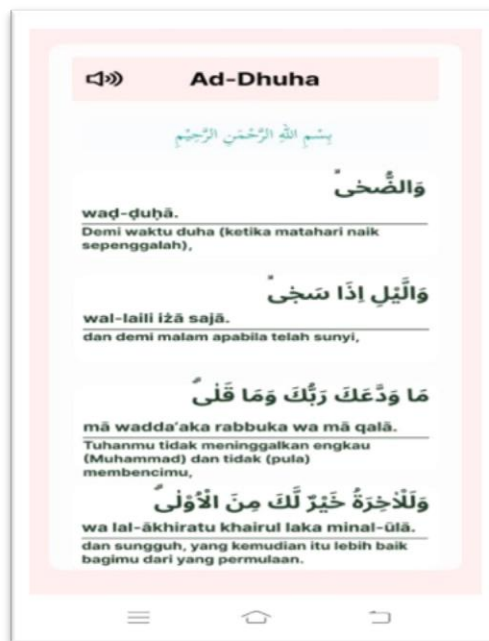 Ad-Dhuha
بِسْمِ اللهِ الرَّحْمَنِ الرَّحِيْمِ
وَالضُّحٰىۙ
waḍ-ḍuḥā.
Demi waktu duha (ketika matahari naik
sepenggalah),
وَالَّيْلِ اِذَا سَجٰىۙ
wal-laili iżā sajā.
dan demi malam apabila telah sunyi,
مَا وَدَّعَكَ رَبُّكَ وَمَا قَلٰىۗ
mā wadda'aka rabbuka wa mā qalā.
Tuhanmu tidak meninggalkan engkau
(Muhammad) dan tidak (pula)
membencimu,
وَلَلْاٰخِرَةُ خَيْرٌ لَّكَ مِنَ الْاُوْلٰىۗ
wa lal-ākhiratu khairul laka minal-ūlā.
dan sungguh, yang kemudian itu lebih baik
bagimu dari yang permulaan.